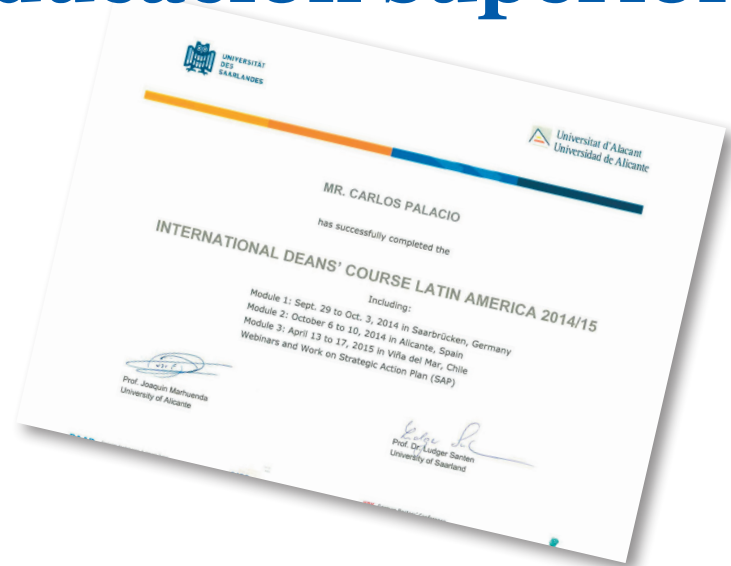 educación superior
UNIVERSITÄT
DES
SAARLANDES
Universitat d'Alacant
Universidad de Alicante
MR. CARLOS PALACIO
has successfully completed the
INTERNATIONAL DEANS' COURSE LATIN AMERICA 2014/15
Including:
Module 1: Sept. 29 to Oct. 3, 2014 in Saarbrücken, Germany
Module 2: October 6 to 10, 2014 in Alicante, Spain
Module 3: April 13 to 17, 2015 in Viña del Mar, Chile
Webinars and Work on Strategic Action Plan (SAP)
Prof. Joaquin Marhuenda
University of Alicante
Prof. Dr. Ludger Santen
University of Saarland